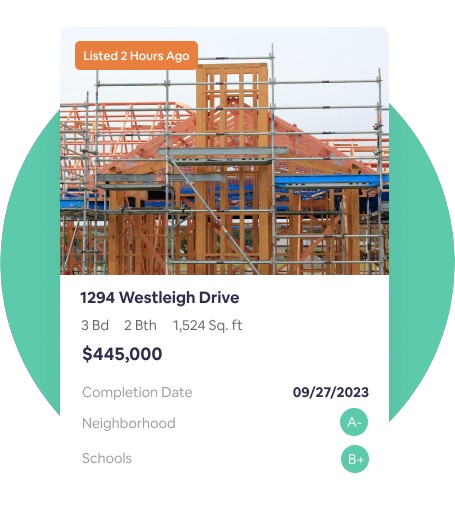 Listed 2 Hours Ago
1294 Westleigh Drive
3 Bd 2 Bth 1,524 Sq. ft
$445,000
Completion Date 09/27/2023
Neighborhood A-
Schools B+